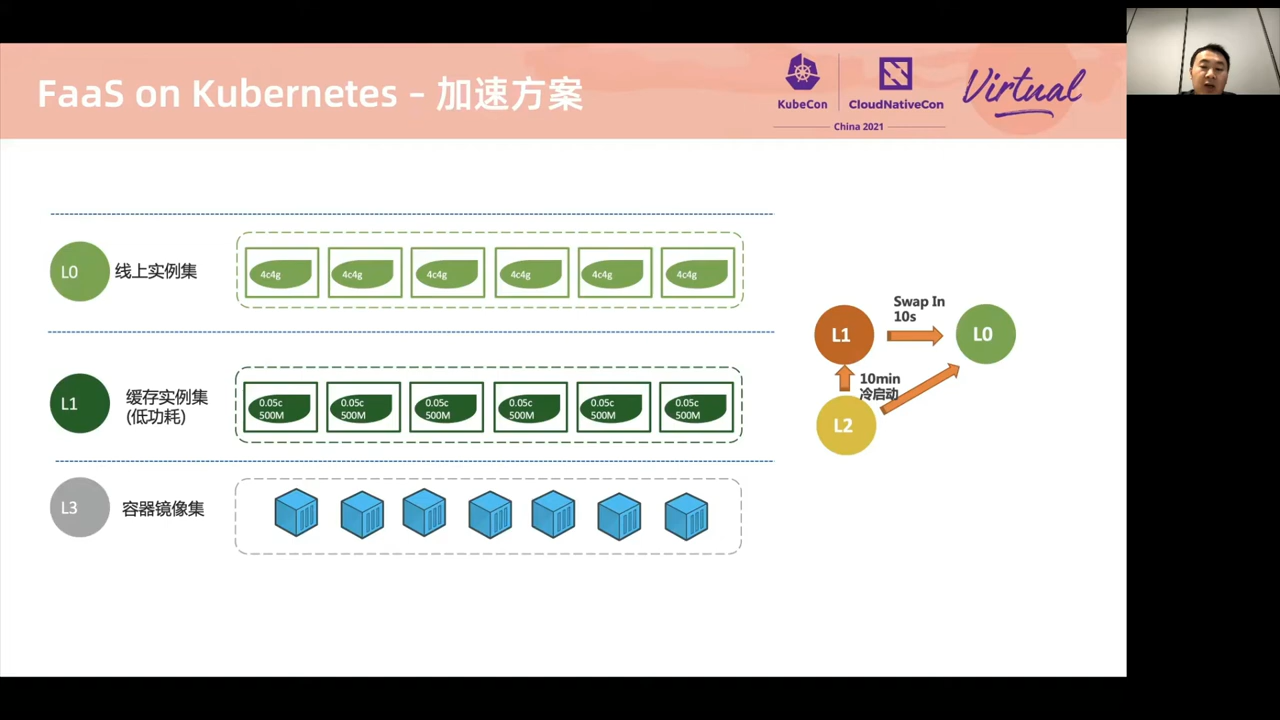 FaaS on Kubernetes – 加速方案
KubeCon
CloudNativeCon
China 2021
Virtual
L0
线上实例集
4c4g
4c4g
4c4g
4c4g
4c4g
4c4g
L1
缓存实例集
(低功耗)
0.05c
500M
0.05c
500M
0.05c
500M
0.05c
500M
0.05c
500M
0.05c
500M
L3
容器镜像集
L1
Swap In
10s
L0
10min
冷启动
L2